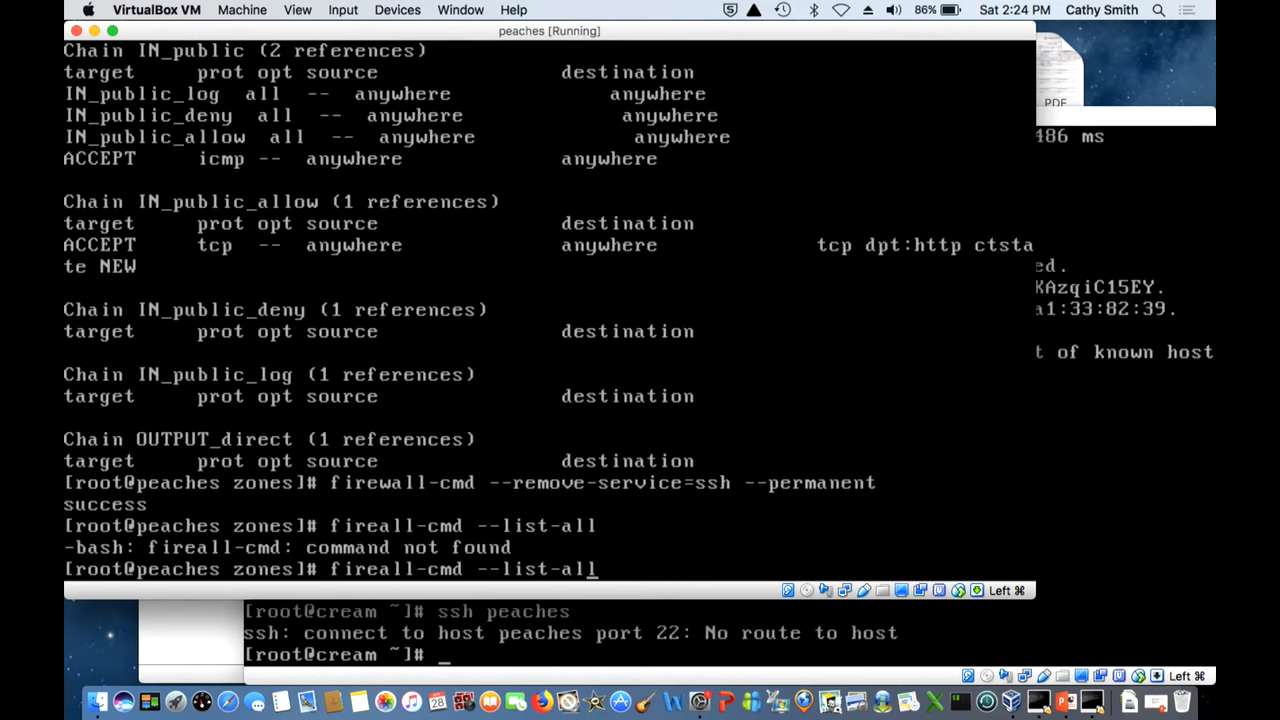 VirtualBox VM Machine View Input Devices Window Help 86% Sat 2:24 PM Cathy Smith
peaches [Running]
Chain IN_public (2 references)
target prot opt source destination
IN_public_log all -- anywhere anywhere
IN_public_deny all -- anywhere anywhere
IN_public_allow all -- anywhere anywhere
ACCEPT icmp -- anywhere anywhere
Chain IN_public_allow (1 references)
target prot opt source destination
ACCEPT tcp -- anywhere anywhere tcp dpt:http ctsta
te NEW
Chain IN_public_deny (1 references)
target prot opt source destination
Chain IN_public_log (1 references)
target prot opt source destination
Chain OUTPUT_direct (1 references)
target prot opt source destination
[root@peaches zones]# firewall-cmd --remove-service=ssh --permanent
success
[root@peaches zones]# fireall-cmd --list-all
-bash: fireall-cmd: command not found
[root@peaches zones]# fireall-cmd --list-all
Left ⌘
PDF
486 ms
ed.
KAzqiC15EY.
a1:33:82:39.
t of known host
[root@cream ~]# ssh peaches
ssh: connect to host peaches port 22: No route to host
[root@cream ~]# _
Left ⌘